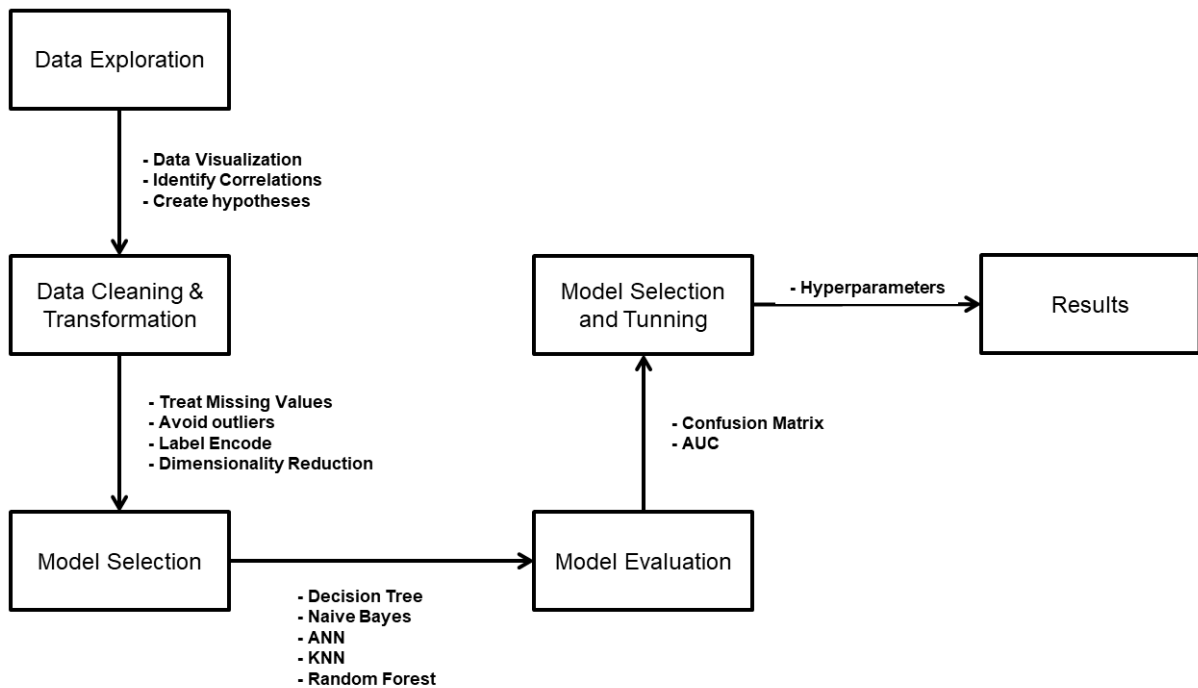 Data Exploration
- Data Visualization
- Identify Correlations
- Create hypotheses
Data Cleaning &
Transformation
- Treat Missing Values
- Avoid outliers
- Label Encode
- Dimensionality Reduction
Model Selection
- Decision Tree
- Naive Bayes
- ANN
- KNN
- Random Forest
Model Evaluation
- Confusion Matrix
- AUC
Model Selection
and Tunning
- Hyperparameters
Results